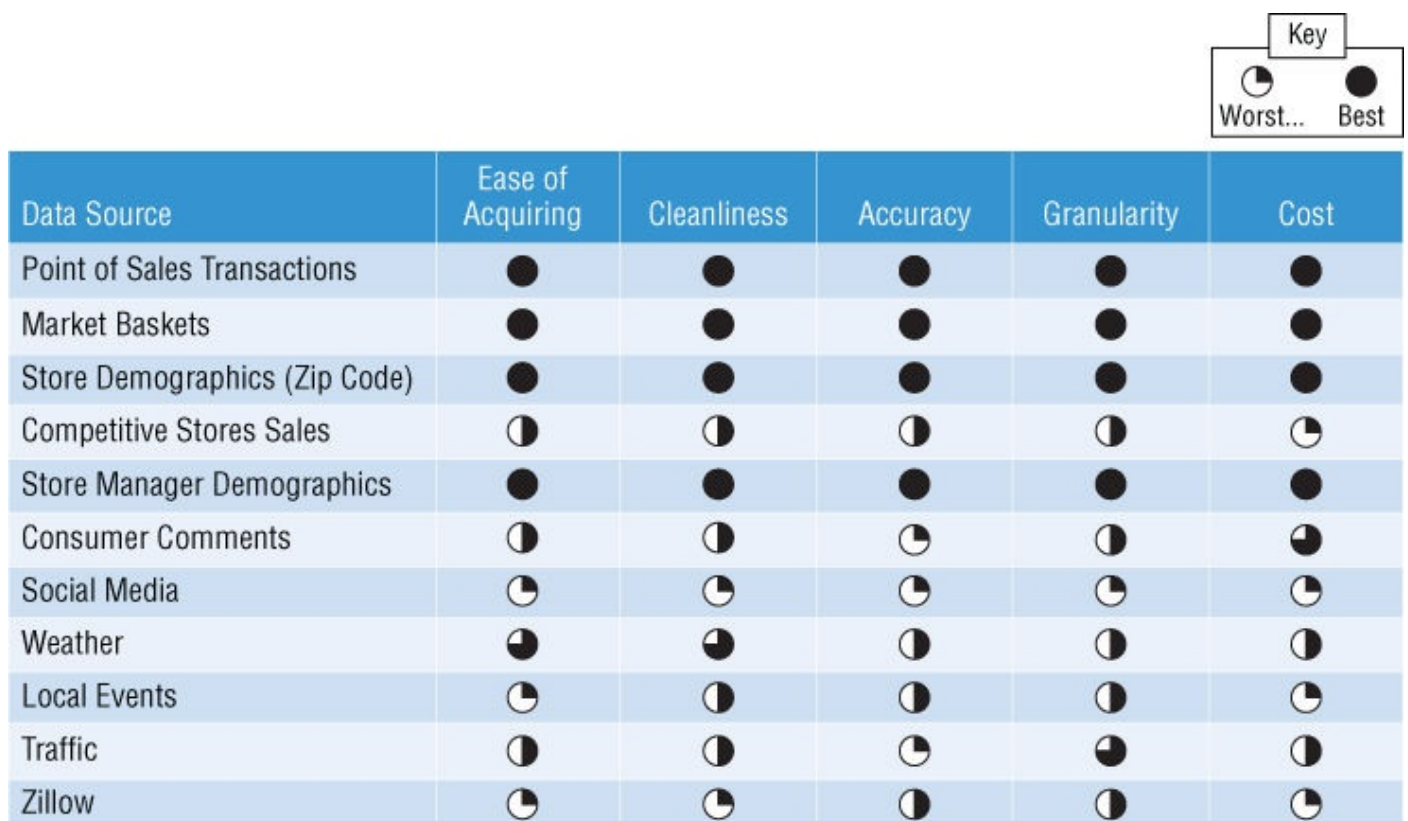 Key
Worst... Best
Data Source Ease of Acquiring Cleanliness Accuracy Granularity Cost
Point of Sales Transactions
Market Baskets
Store Demographics (Zip Code)
Competitive Stores Sales
Store Manager Demographics
Consumer Comments
Social Media
Weather
Local Events
Traffic
Zillow